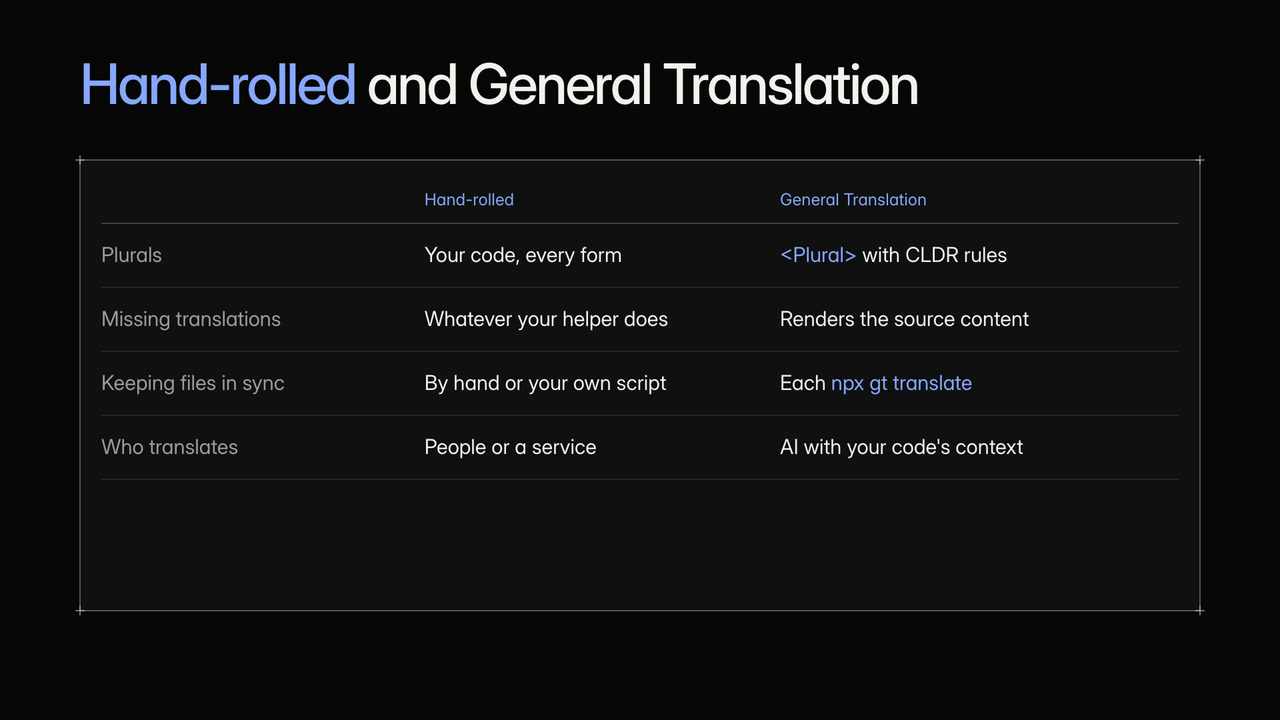 Hand-rolled and General Translation
Hand-rolled General Translation
Plurals Your code, every form <Plural> with CLDR rules
Missing translations Whatever your helper does Renders the source content
Keeping files in sync By hand or your own script Each npx gt translate
Who translates People or a service AI with your code's context